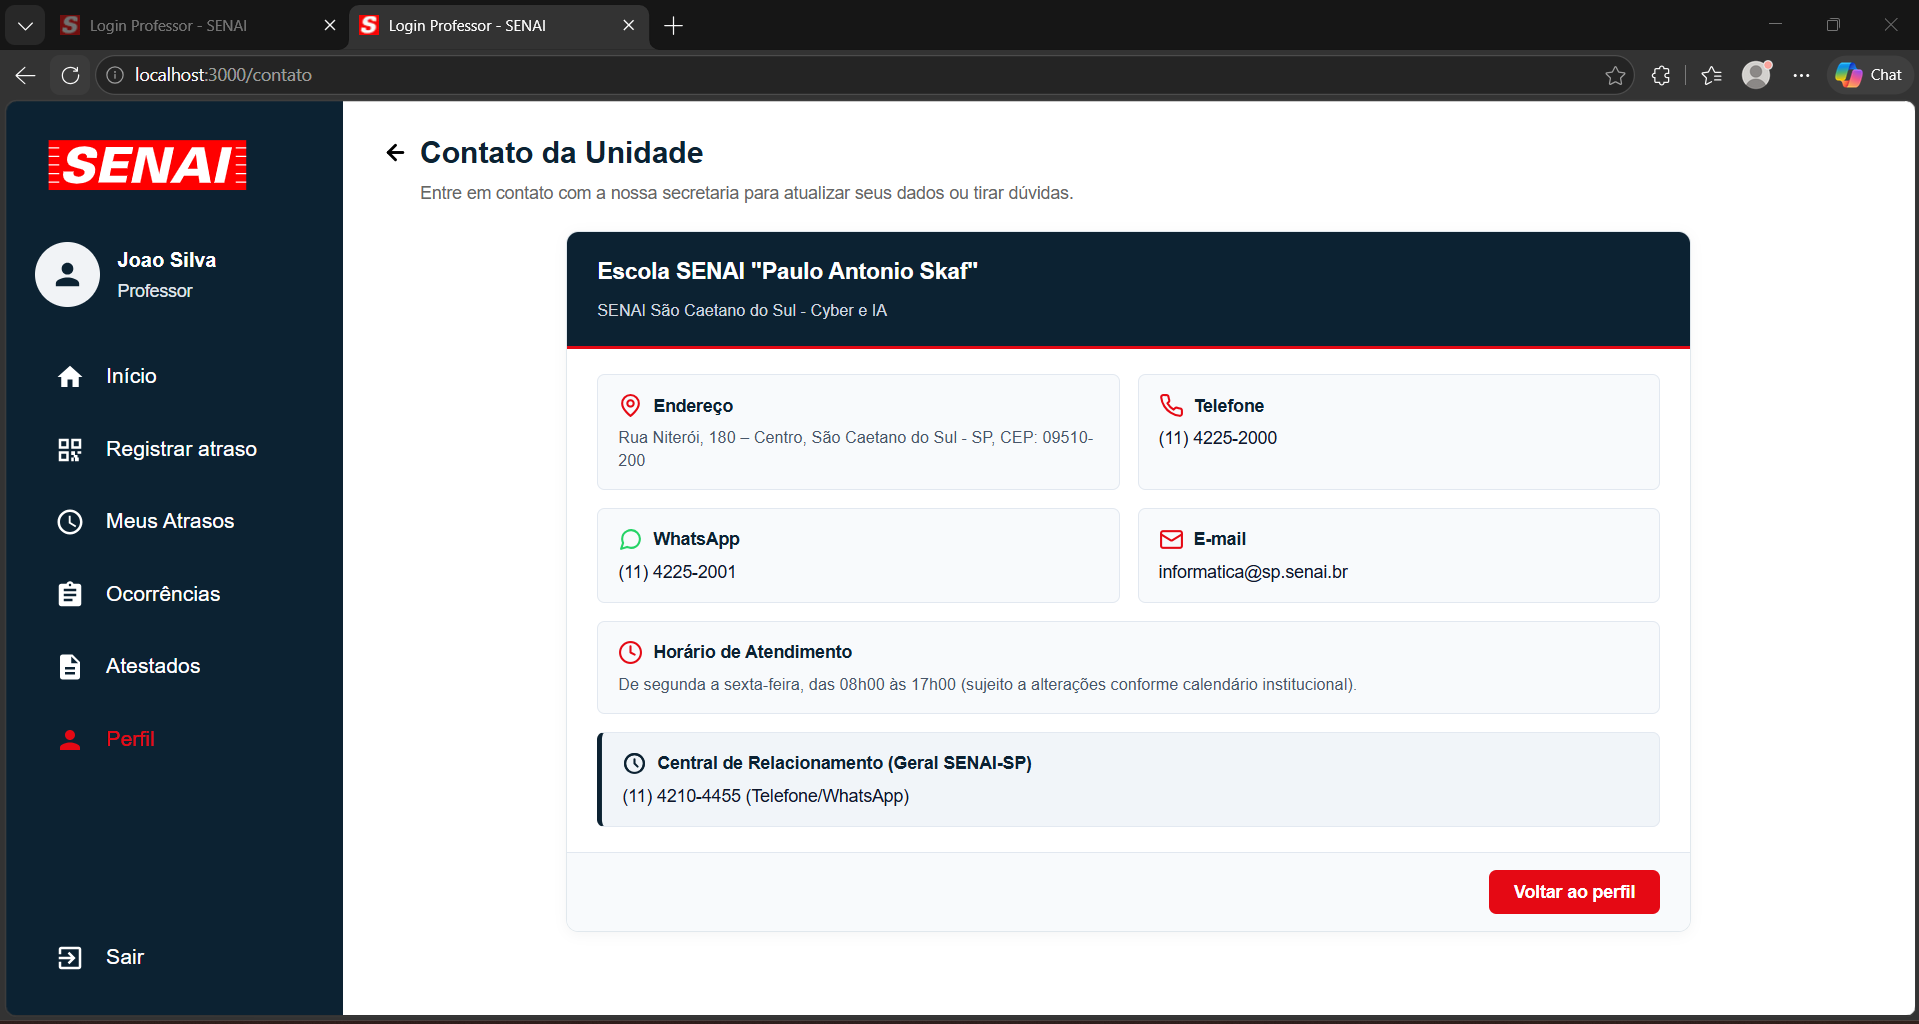 Login Professor - SENAI
Login Professor - SENAI
localhost:3000/contato
Chat
SENAI
Joao Silva
Professor
Início
Registrar atraso
Meus Atrasos
Ocorrências
Atestados
Perfil
Sair
Contato da Unidade
Entre em contato com a nossa secretaria para atualizar seus dados ou tirar dúvidas.
Escola SENAI "Paulo Antonio Skaf"
SENAI São Caetano do Sul - Cyber e IA
Endereço
Rua Niterói, 180 – Centro, São Caetano do Sul - SP, CEP: 09510-
200
Telefone
(11) 4225-2000
WhatsApp
(11) 4225-2001
E-mail
informatica@sp.senai.br
Horário de Atendimento
De segunda a sexta-feira, das 08h00 às 17h00 (sujeito a alterações conforme calendário institucional).
Central de Relacionamento (Geral SENAI-SP)
(11) 4210-4455 (Telefone/WhatsApp)
Voltar ao perfil